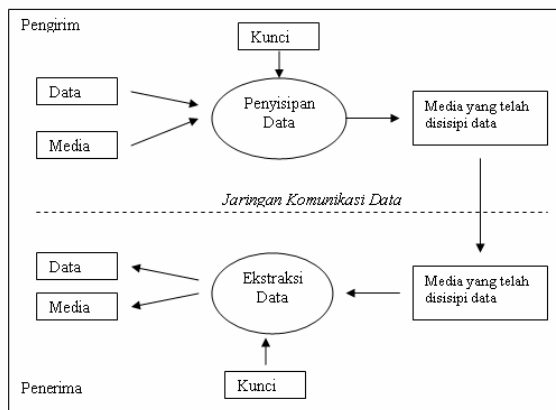 Pengirim
Kunci
Data
Penyisipan
Data
Media yang telah
disisipi data
Media
Jaringan Komunikasi Data
Data
Ekstraksi
Data
Media yang telah
disisipi data
Media
Kunci
Penerima